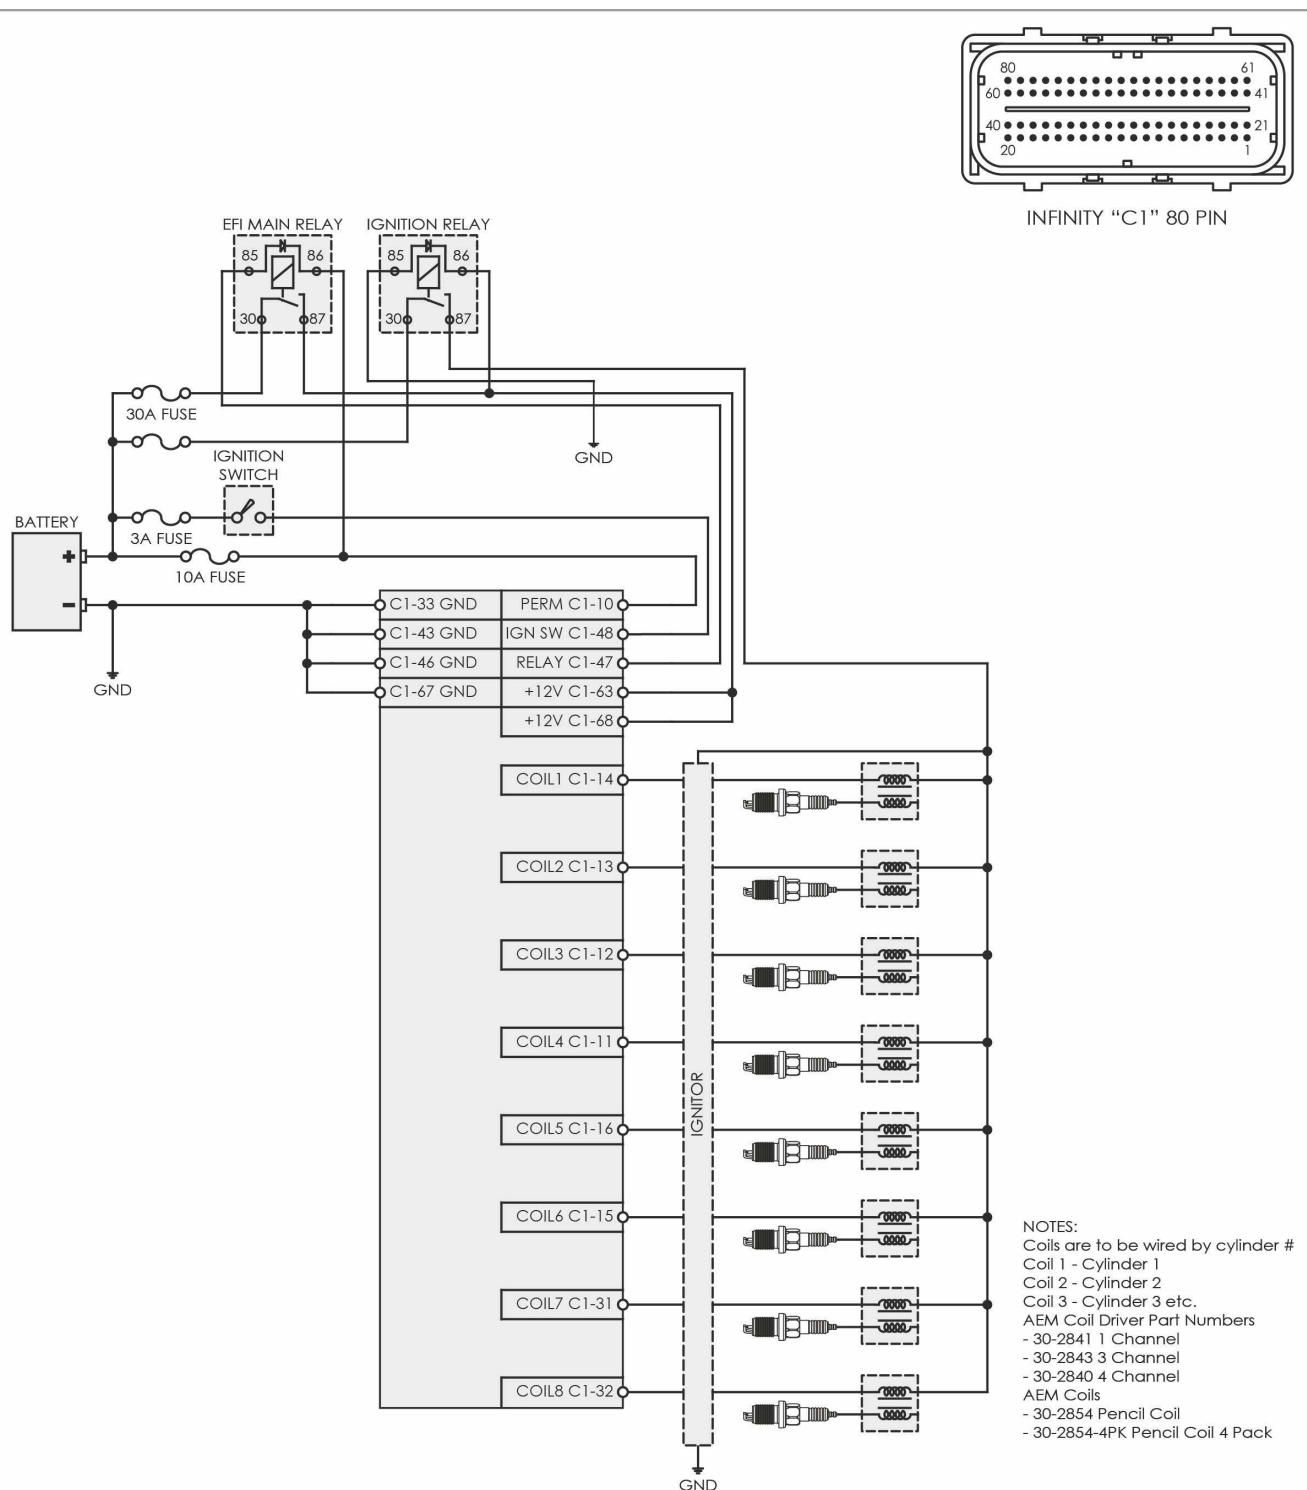 80
61
60
41
40
21
20
1
INFINITY “C1” 80 PIN
EFI MAIN RELAY
IGNITION RELAY
85
86
85
86
30
87
30
87
30A FUSE
IGNITION
SWITCH
GND
BATTERY
3A FUSE
+
10A FUSE
-
C1-33 GND
PERM C1-10
C1-43 GND
IGN SW C1-48
C1-46 GND
RELAY C1-47
GND
C1-67 GND
+12V C1-63
+12V C1-68
COIL1 C1-14
COIL2 C1-13
COIL3 C1-12
COIL4 C1-11
IGNITOR
COIL5 C1-16
COIL6 C1-15
COIL7 C1-31
COIL8 C1-32
NOTES:
Coils are to be wired by cylinder #
Coil 1 - Cylinder 1
Coil 2 - Cylinder 2
Coil 3 - Cylinder 3 etc.
AEM Coil Driver Part Numbers
- 30-2841 1 Channel
- 30-2843 3 Channel
- 30-2840 4 Channel
AEM Coils
- 30-2854 Pencil Coil
- 30-2854-4PK Pencil Coil 4 Pack
GND